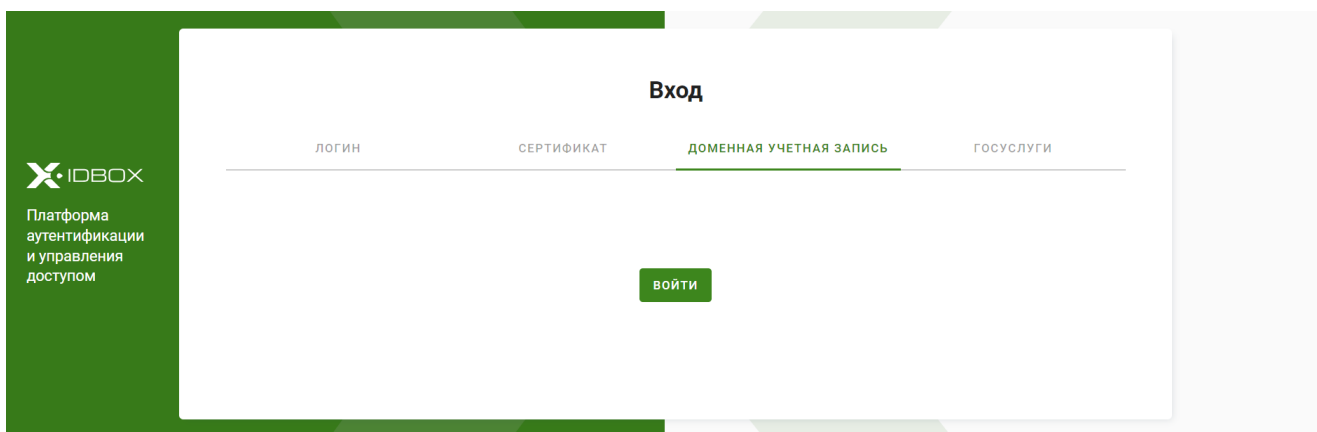 Вход
ЛОГИН СЕРТИФИКАТ ДОМЕННАЯ УЧЕТНАЯ ЗАПИСЬ ГОСУСЛУГИ
IDBOX
Платформа
аутентификации
и управления
доступом
ВОЙТИ